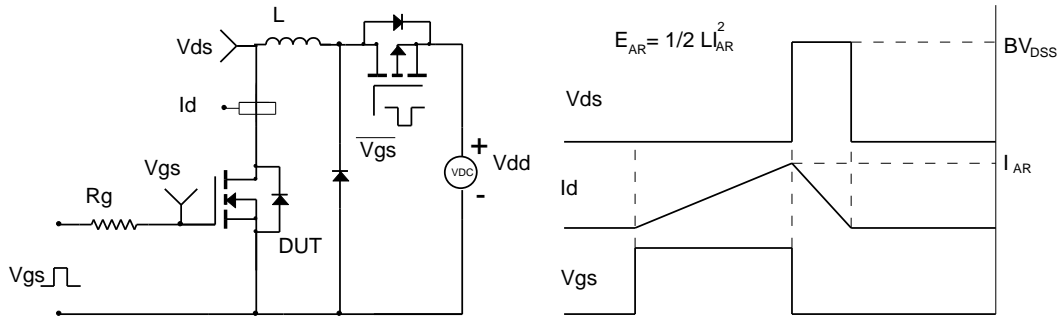 L
Vds
Id
Vgs
Vgs
+
Vdd
VDC
-
Rg
DUT
Vgs
E_AR = 1/2 LI_AR^2
BV_DSS
Vds
I_AR
Id
Vgs